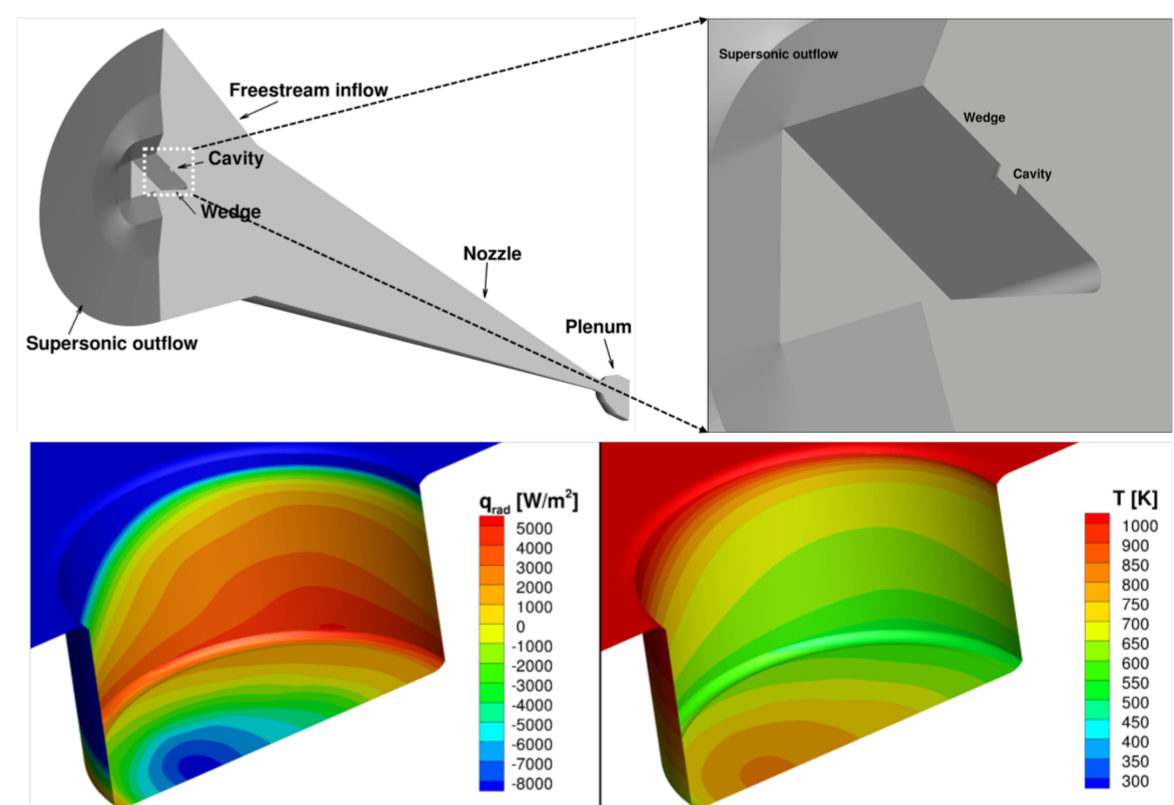 Freestream inflow
Cavity
Wedge
Nozzle
Plenum
Supersonic outflow
Supersonic outflow
Wedge
Cavity
q_rad [W/m²]
5000
4000
3000
2000
1000
0
-1000
-2000
-3000
-4000
-5000
-6000
-7000
-8000
T [K]
1000
900
850
800
750
700
650
600
550
500
450
400
350
300